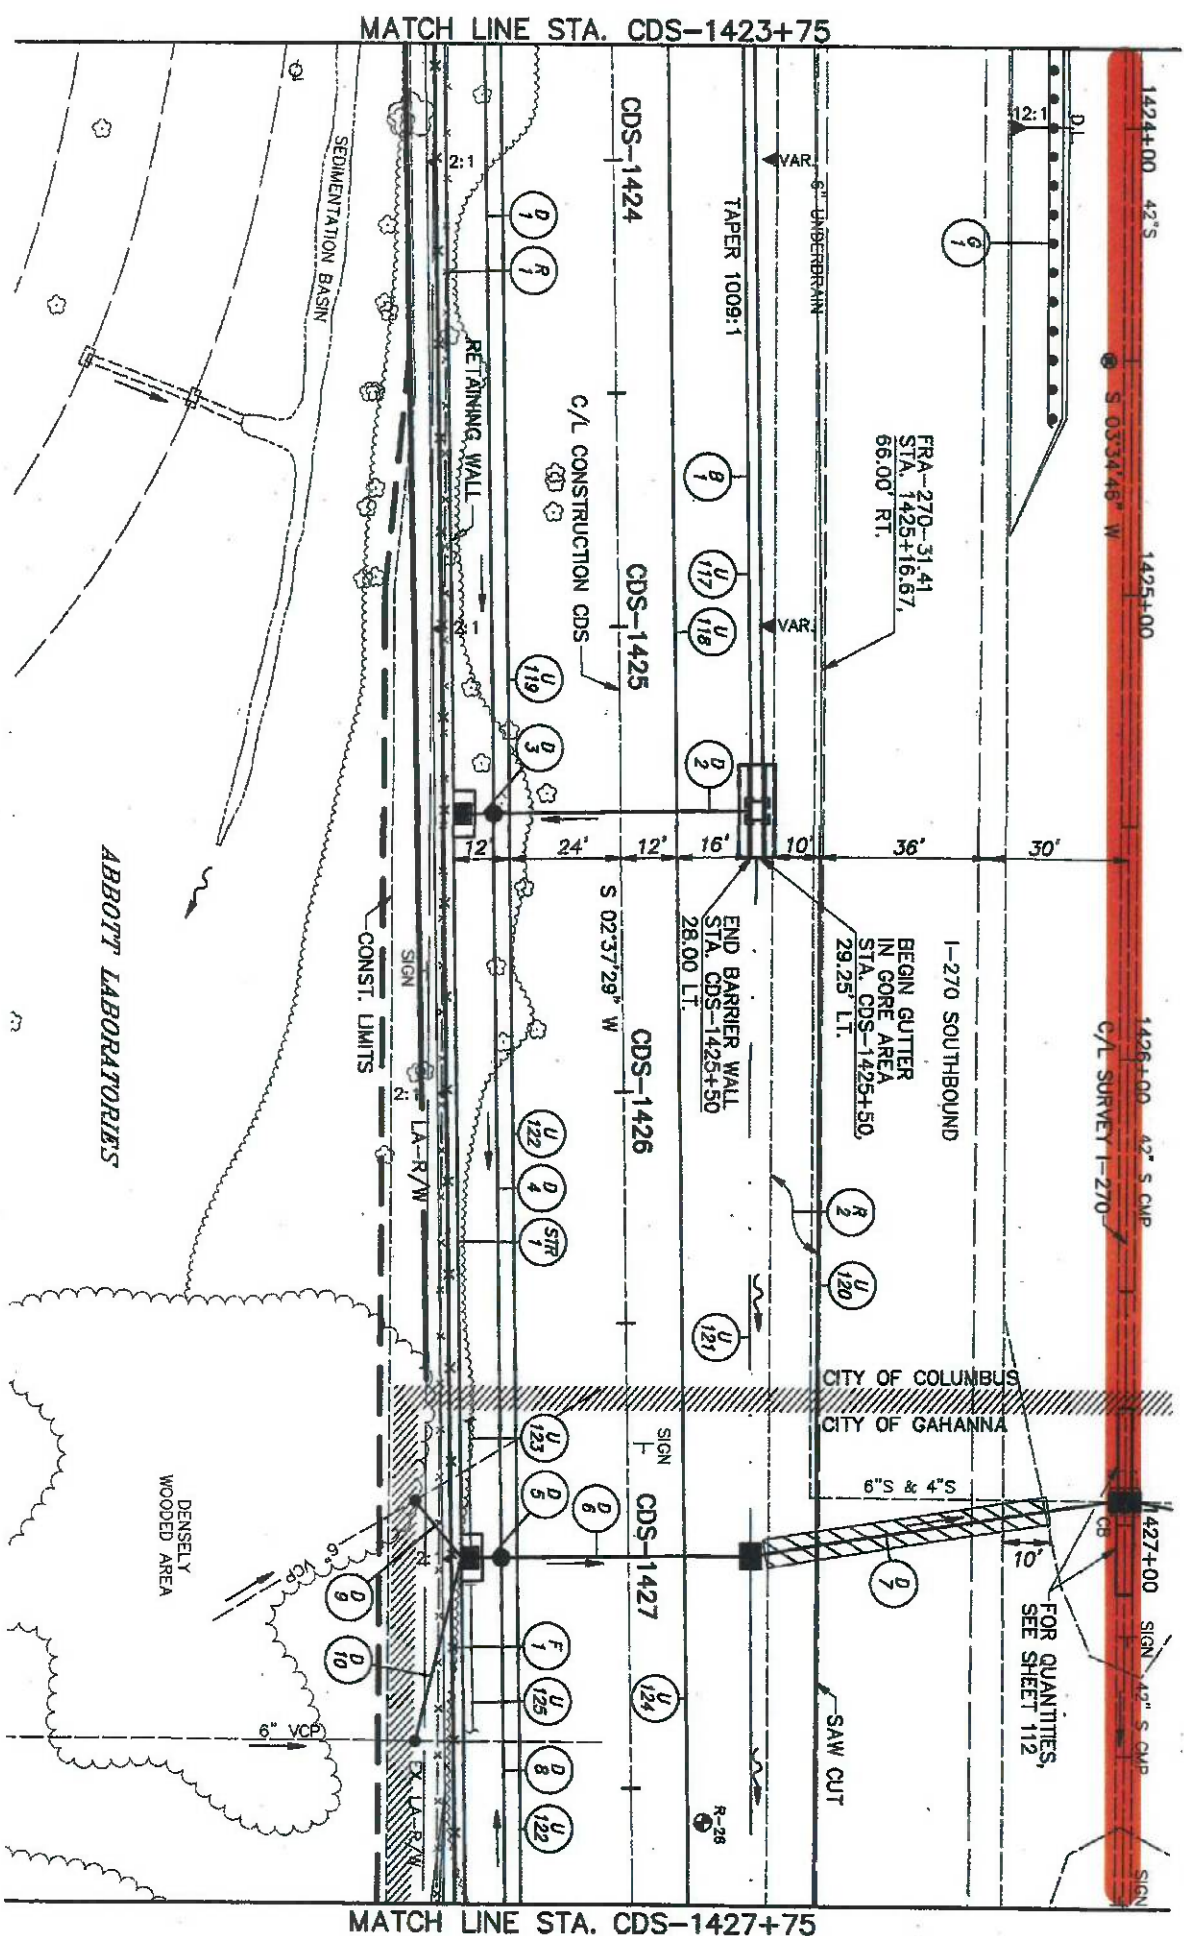 MATCH LINE STA. CDS-1423+75
1424+00
42"S
S 03°34'46" W
1425+00
1426+00
42" S CMP
C/L SURVEY I-270
1427+00
SIGN
42" S CMP
SIGN
12:1
G
1
FRA-270-31.41
STA. 1425+16.67,
66.00' RT.
I-270 SOUTHBOUND
BEGIN GUTTER
IN GORE AREA
STA. CDS-1425+50,
29.25' LT.
END BARRIER WALL
STA. CDS-1425+50
28.00 LT.
CITY OF COLUMBUS
CITY OF GAHANNA
6"S & 4"S
CB
10'
FOR QUANTITIES,
SEE SHEET 112
D
7
SAW CUT
VAR.
6" UNDERDRAIN
TAPER 1009:1
VAR.
B
1
U
117
U
118
D
2
R
2
U
120
U
121
12'
24'
12'
16'
10'
36'
30'
CDS-1424
CDS-1425
CDS-1426
CDS-1427
C/L CONSTRUCTION CDS
S 02°37'29" W
SIGN
D
6
U
124
R-26
D
1
R
1
RETAINING WALL
U
119
D
3
U
122
D
4
STR
1
U
123
D
5
F
1
U
125
D
8
U
122
2:1
2:1
2:1
2:1
SIGN
CONST. LIMITS
LA-R/W
EX LA-R/W
D
9
D
10
6" VCP
6" VCP
SEDIMENTATION BASIN
ABBOTT LABORATORIES
DENSELY
WOODED AREA
MATCH LINE STA. CDS-1427+75